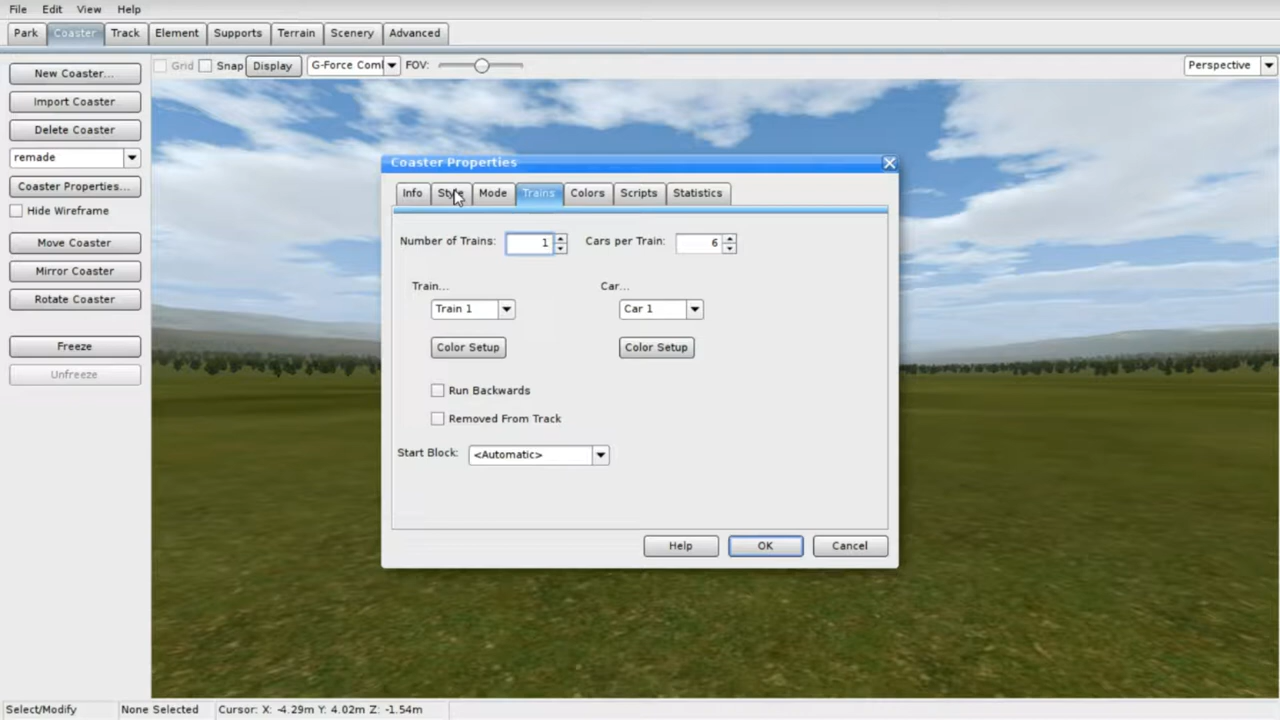 File Edit View Help
Park Coaster Track Element Supports Terrain Scenery Advanced
Grid Snap Display G-Force Coml FOV: Perspective
New Coaster...
Import Coaster
Delete Coaster
remade
Coaster Properties...
Hide Wireframe
Move Coaster
Mirror Coaster
Rotate Coaster
Freeze
Unfreeze
Coaster Properties
Info Style Mode Trains Colors Scripts Statistics
Number of Trains: 1 Cars per Train: 6
Train... Car...
Train 1 Car 1
Color Setup Color Setup
Run Backwards
Removed From Track
Start Block: <Automatic>
Help OK Cancel
Select/Modify None Selected Cursor: X: -4.29m Y: 4.02m Z: -1.54m